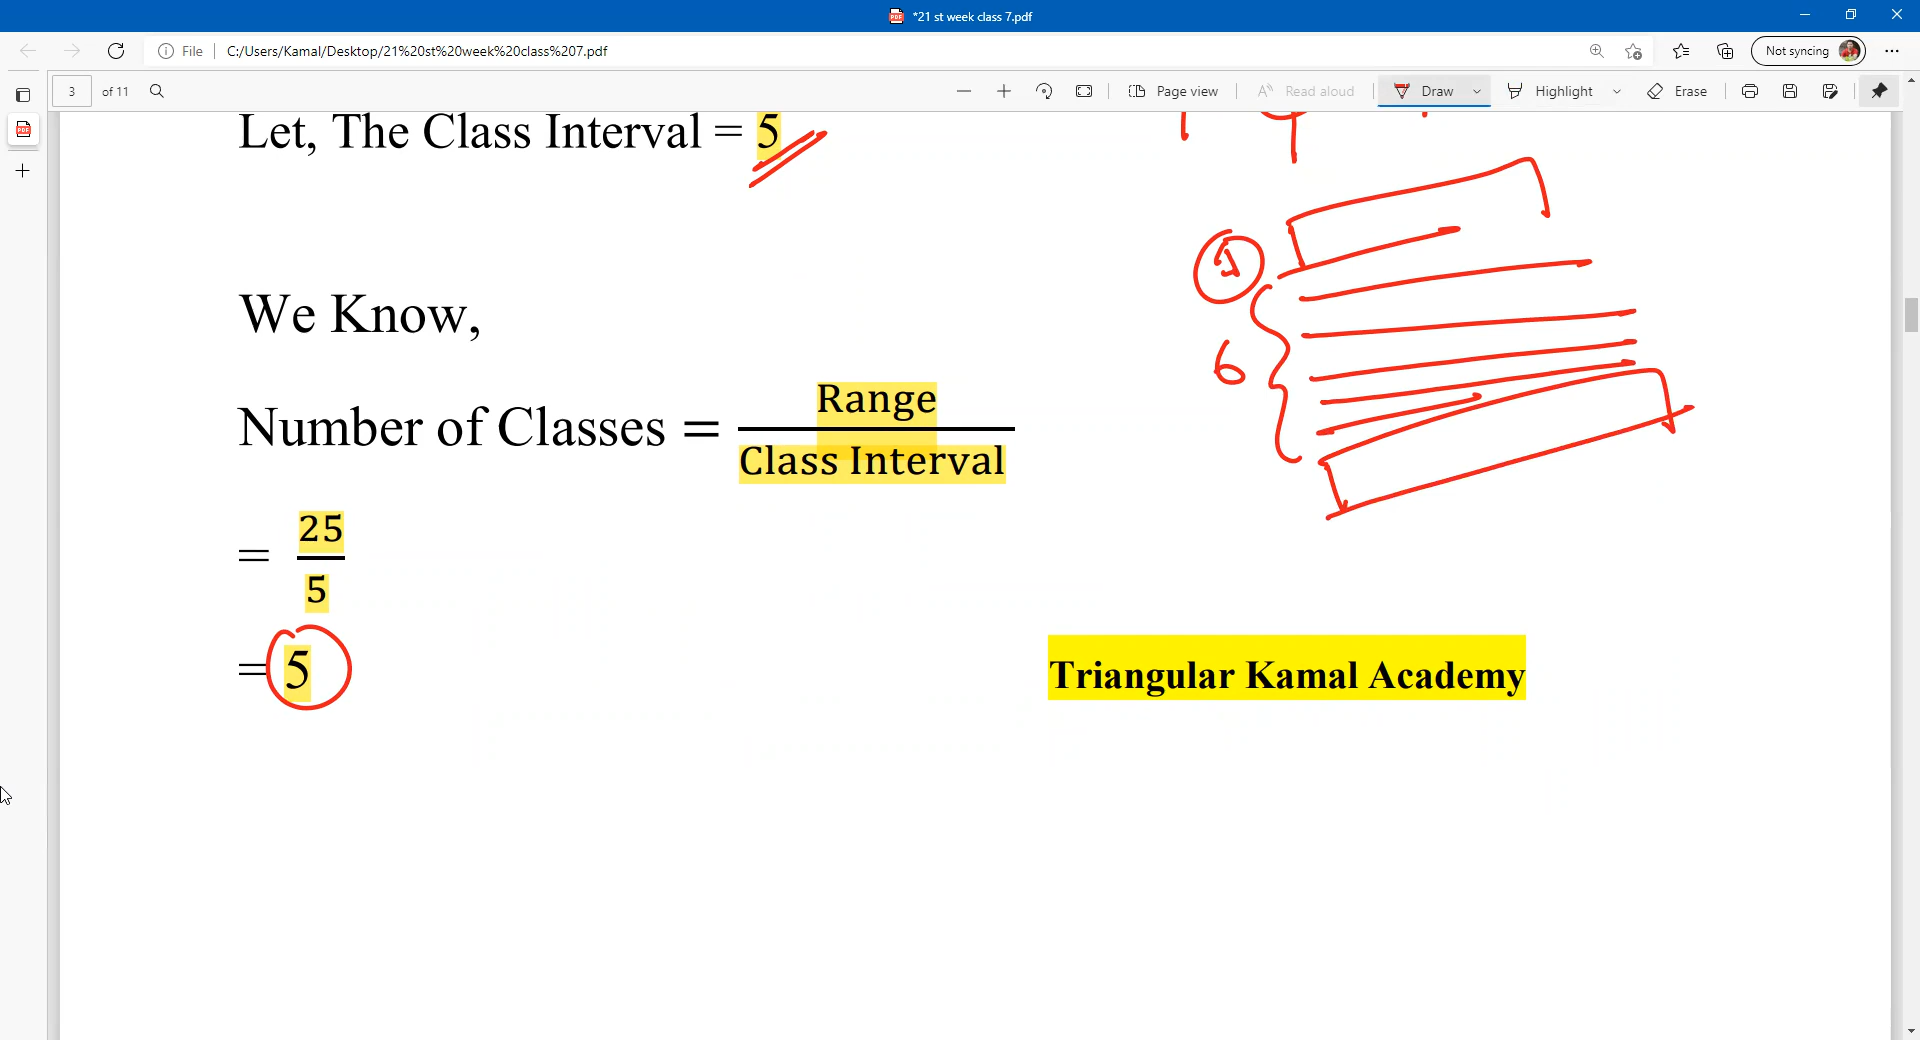 *21 st week class 7.pdf
File
C:/Users/Kamal/Desktop/21%20st%20week%20class%207.pdf
Not syncing
3 of 11
Page view
Read aloud
Draw
Highlight
Erase
Let, The Class Interval = 5
We Know,
6
Number of Classes = Range
Class Interval
= 25
5
= 5
Triangular Kamal Academy